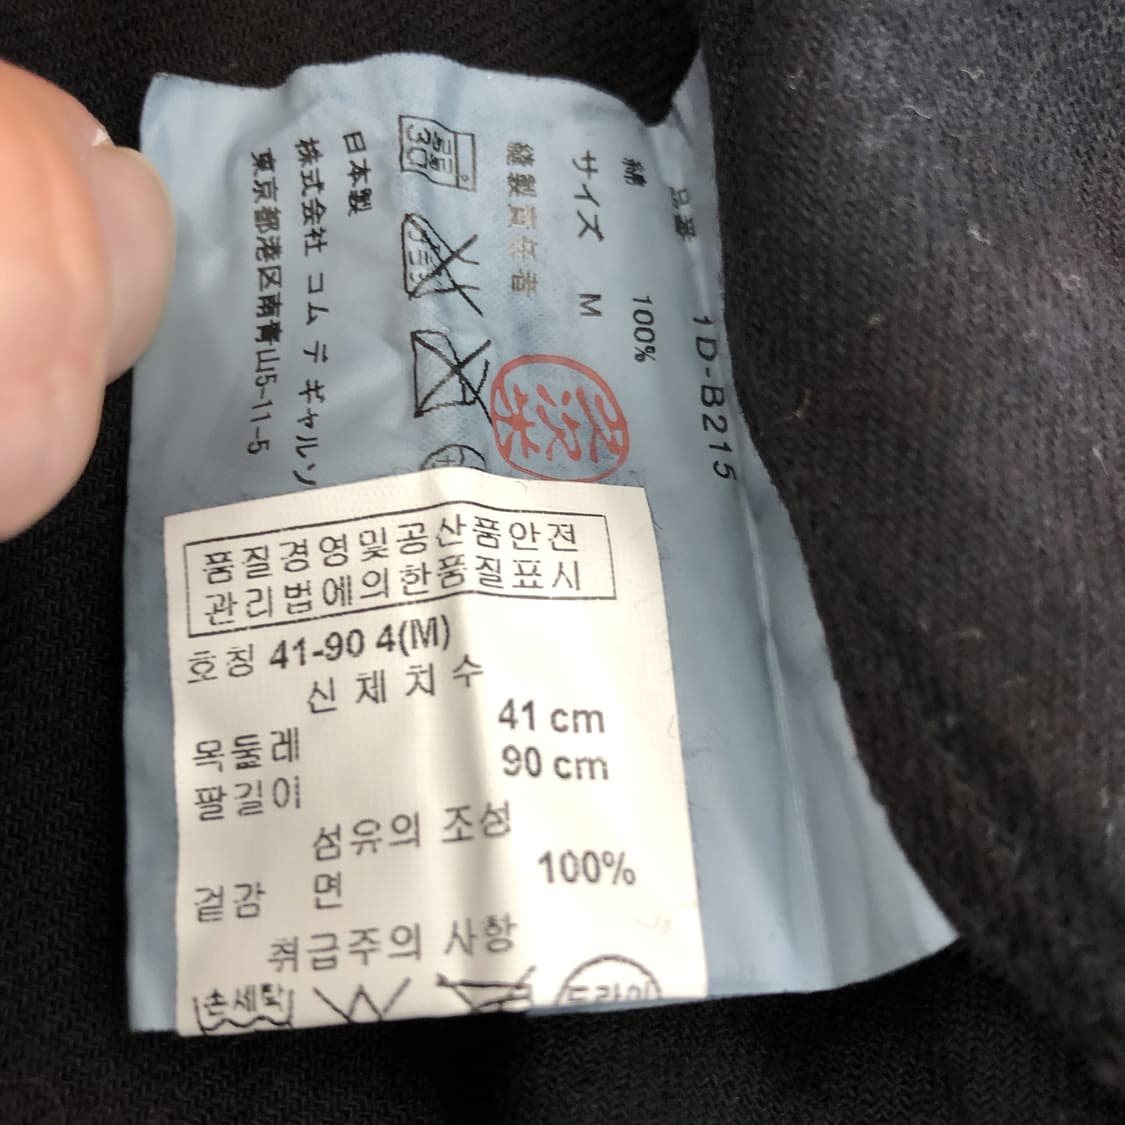 品番 1D-B215
綿 100%
サイズ M
縫製責任者
手洗イ 30
日本製
株式会社 コム デ ギャルソン
東京都港区南青山5-11-5
품질경영및공산품안전
관리법에의한품질표시
호칭 41-90 4(M)
신체치수
목둘레 41 cm
팔길이 90 cm
섬유의 조성
겉감 면 100%
취급주의 사항
손세탁 드라이